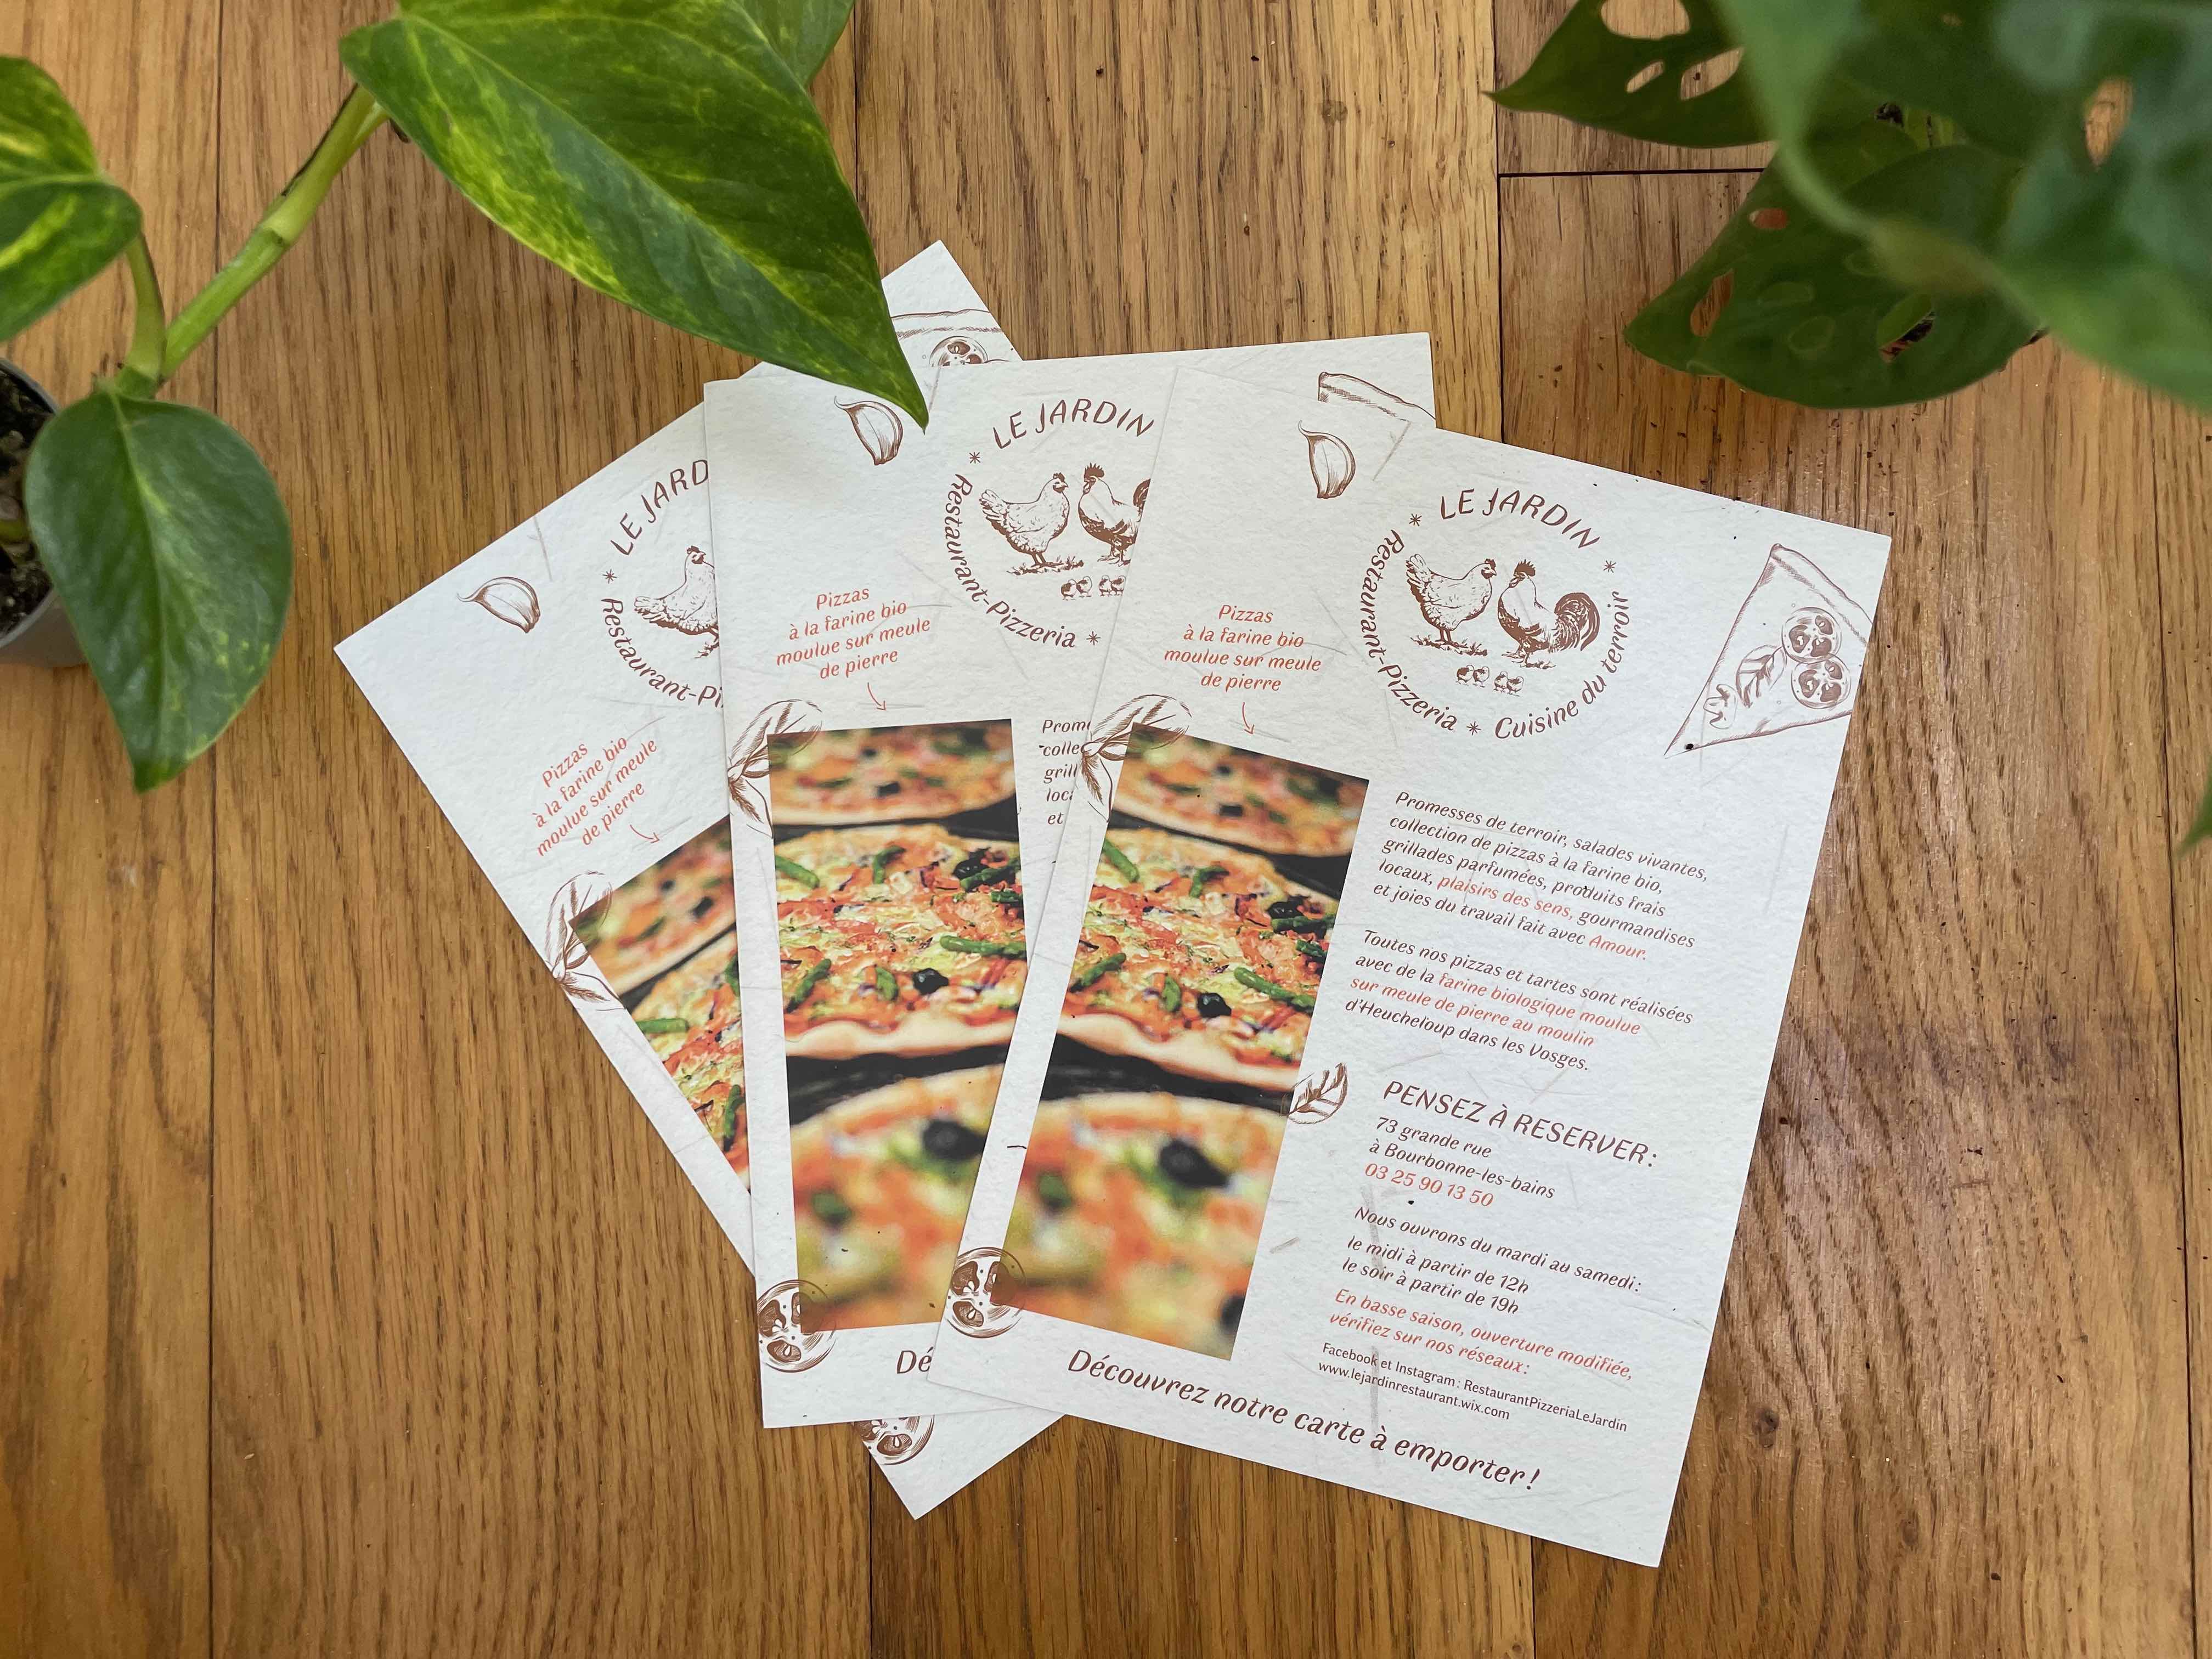 LE JARD
Restaurant-Pi
Pizzas
à la farine bio
moulue sur meule
de pierre
LE JARDIN
Restaurant-Pizzeria
Pizzas
à la farine bio
moulue sur meule
de pierre
Prom
colle
grill
loca
et
Dé
LE JARDIN
Restaurant-Pizzeria * Cuisine du terroir
Pizzas
à la farine bio
moulue sur meule
de pierre
Promesses de terroir, salades vivantes,
collection de pizzas à la farine bio,
grillades parfumées, produits frais
locaux, plaisirs des sens, gourmandises
et joies du travail fait avec Amour.
Toutes nos pizzas et tartes sont réalisées
avec de la farine biologique moulue
sur meule de pierre au moulin
d'Heucheloup dans les Vosges.
PENSEZ À RESERVER:
73 grande rue
à Bourbonne-les-bains
03 25 90 13 50
Nous ouvrons du mardi au samedi:
le midi à partir de 12h
le soir à partir de 19h
En basse saison, ouverture modifiée,
vérifiez sur nos réseaux:
Facebook et Instagram: RestaurantPizzeriaLeJardin
www.lejardinrestaurant.wix.com
Découvrez notre carte à emporter!